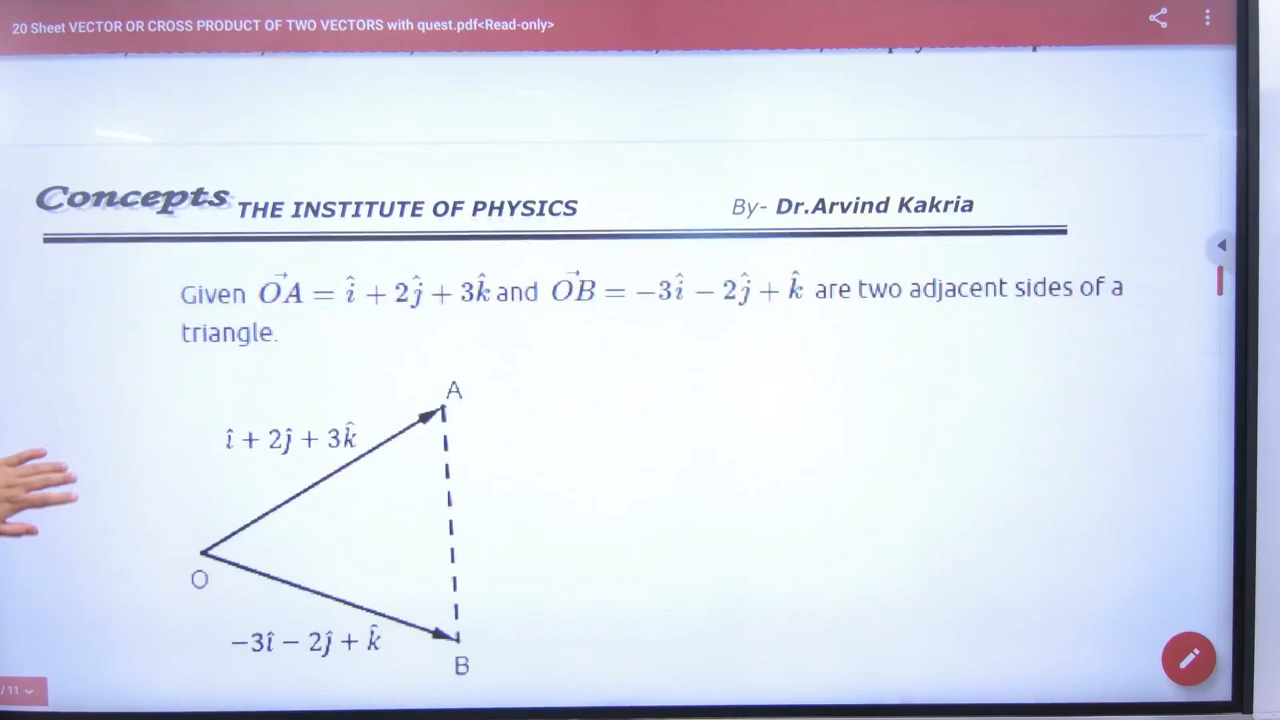 20 Sheet VECTOR OR CROSS PRODUCT OF TWO VECTORS with quest.pdf<Read-only>
Concepts THE INSTITUTE OF PHYSICS By- Dr.Arvind Kakria
Given $\vec{OA} = \hat{i} + 2\hat{j} + 3\hat{k}$ and $\vec{OB} = -3\hat{i} - 2\hat{j} + \hat{k}$ are two adjacent sides of a
triangle.
A
$\hat{i} + 2\hat{j} + 3\hat{k}$
O
$-3\hat{i} - 2\hat{j} + \hat{k}$
B
/11